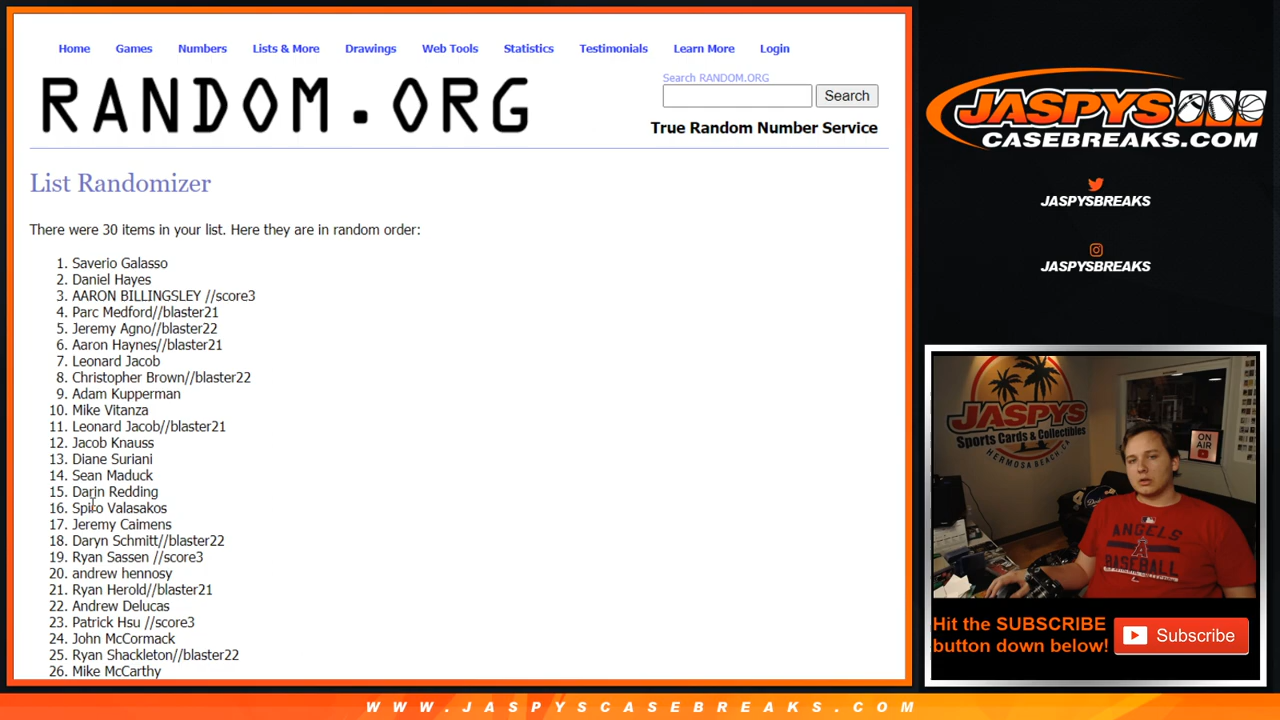 Home Games Numbers Lists & More Drawings Web Tools Statistics Testimonials Learn More Login
RANDOM.ORG
Search RANDOM.ORG
Search
True Random Number Service
List Randomizer
There were 30 items in your list. Here they are in random order:
1. Saverio Galasso
2. Daniel Hayes
3. AARON BILLINGSLEY //score3
4. Parc Medford//blaster21
5. Jeremy Agno//blaster22
6. Aaron Haynes//blaster21
7. Leonard Jacob
8. Christopher Brown//blaster22
9. Adam Kupperman
10. Mike Vitanza
11. Leonard Jacob//blaster21
12. Jacob Knauss
13. Diane Suriani
14. Sean Maduck
15. Darin Redding
16. Spiro Valasakos
17. Jeremy Caimens
18. Daryn Schmitt//blaster22
19. Ryan Sassen //score3
20. andrew hennosy
21. Ryan Herold//blaster21
22. Andrew Delucas
23. Patrick Hsu //score3
24. John McCormack
25. Ryan Shackleton//blaster22
26. Mike McCarthy
JASPYS
CASEBREAKS.COM
JASPYSBREAKS
JASPYSBREAKS
JASPYS
Sports Cards & Collectibles
HERMOSA BEACH, CA
ON
AIR
ANGELS
BASEBALL
Hit the SUBSCRIBE
button down below!
Subscribe
WWW.JASPYSCASEBREAKS.COM